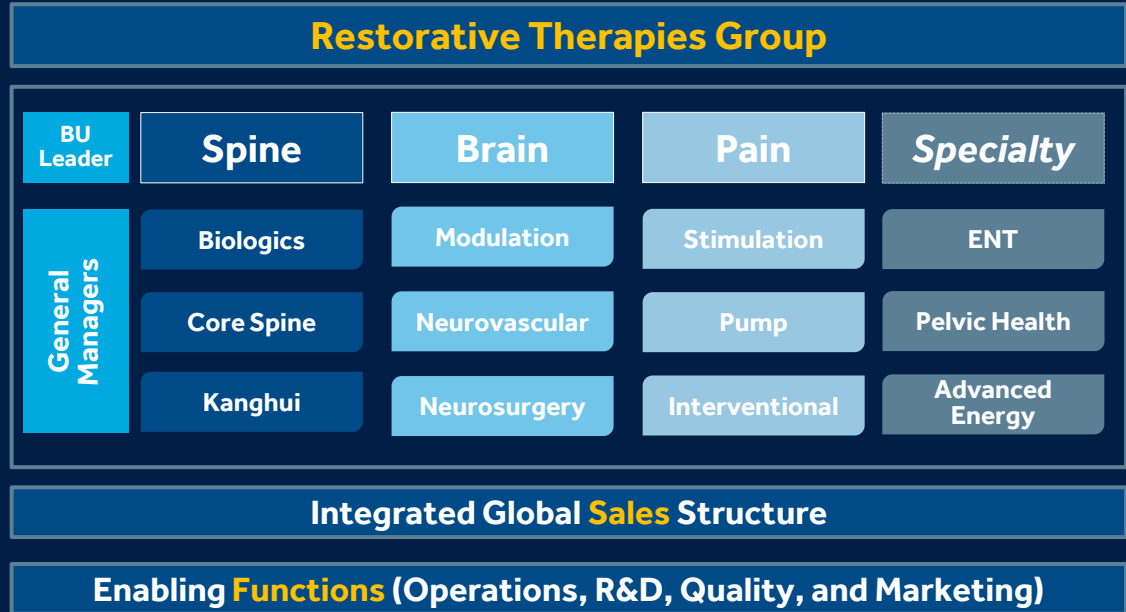 Restorative Therapies Group
BU
Leader
Spine
Brain
Pain
Specialty
General
Managers
Biologics
Modulation
Stimulation
ENT
Core Spine
Neurovascular
Pump
Pelvic Health
Kanghui
Neurosurgery
Interventional
Advanced
Energy
Integrated Global Sales Structure
Enabling Functions (Operations, R&D, Quality, and Marketing)